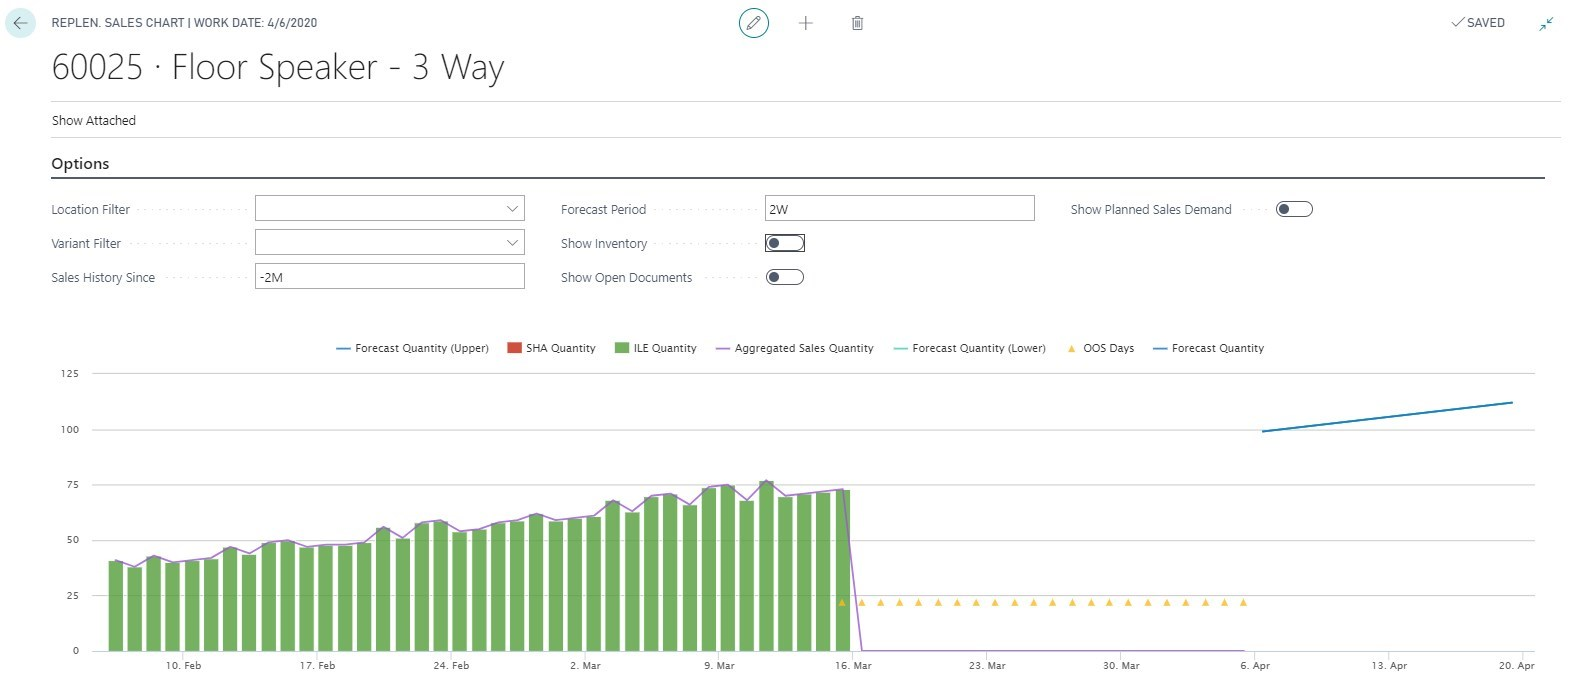 REPLEN. SALES CHART | WORK DATE: 4/6/2020
SAVED
60025 · Floor Speaker - 3 Way
Show Attached
Options
Location Filter
Forecast Period 2W
Show Planned Sales Demand
Variant Filter
Show Inventory
Sales History Since -2M
Show Open Documents
Forecast Quantity (Upper) SHA Quantity ILE Quantity Aggregated Sales Quantity Forecast Quantity (Lower) OOS Days Forecast Quantity
125
100
75
50
25
0
10. Feb 17. Feb 24. Feb 2. Mar 9. Mar 16. Mar 23. Mar 30. Mar 6. Apr 13. Apr 20. Apr